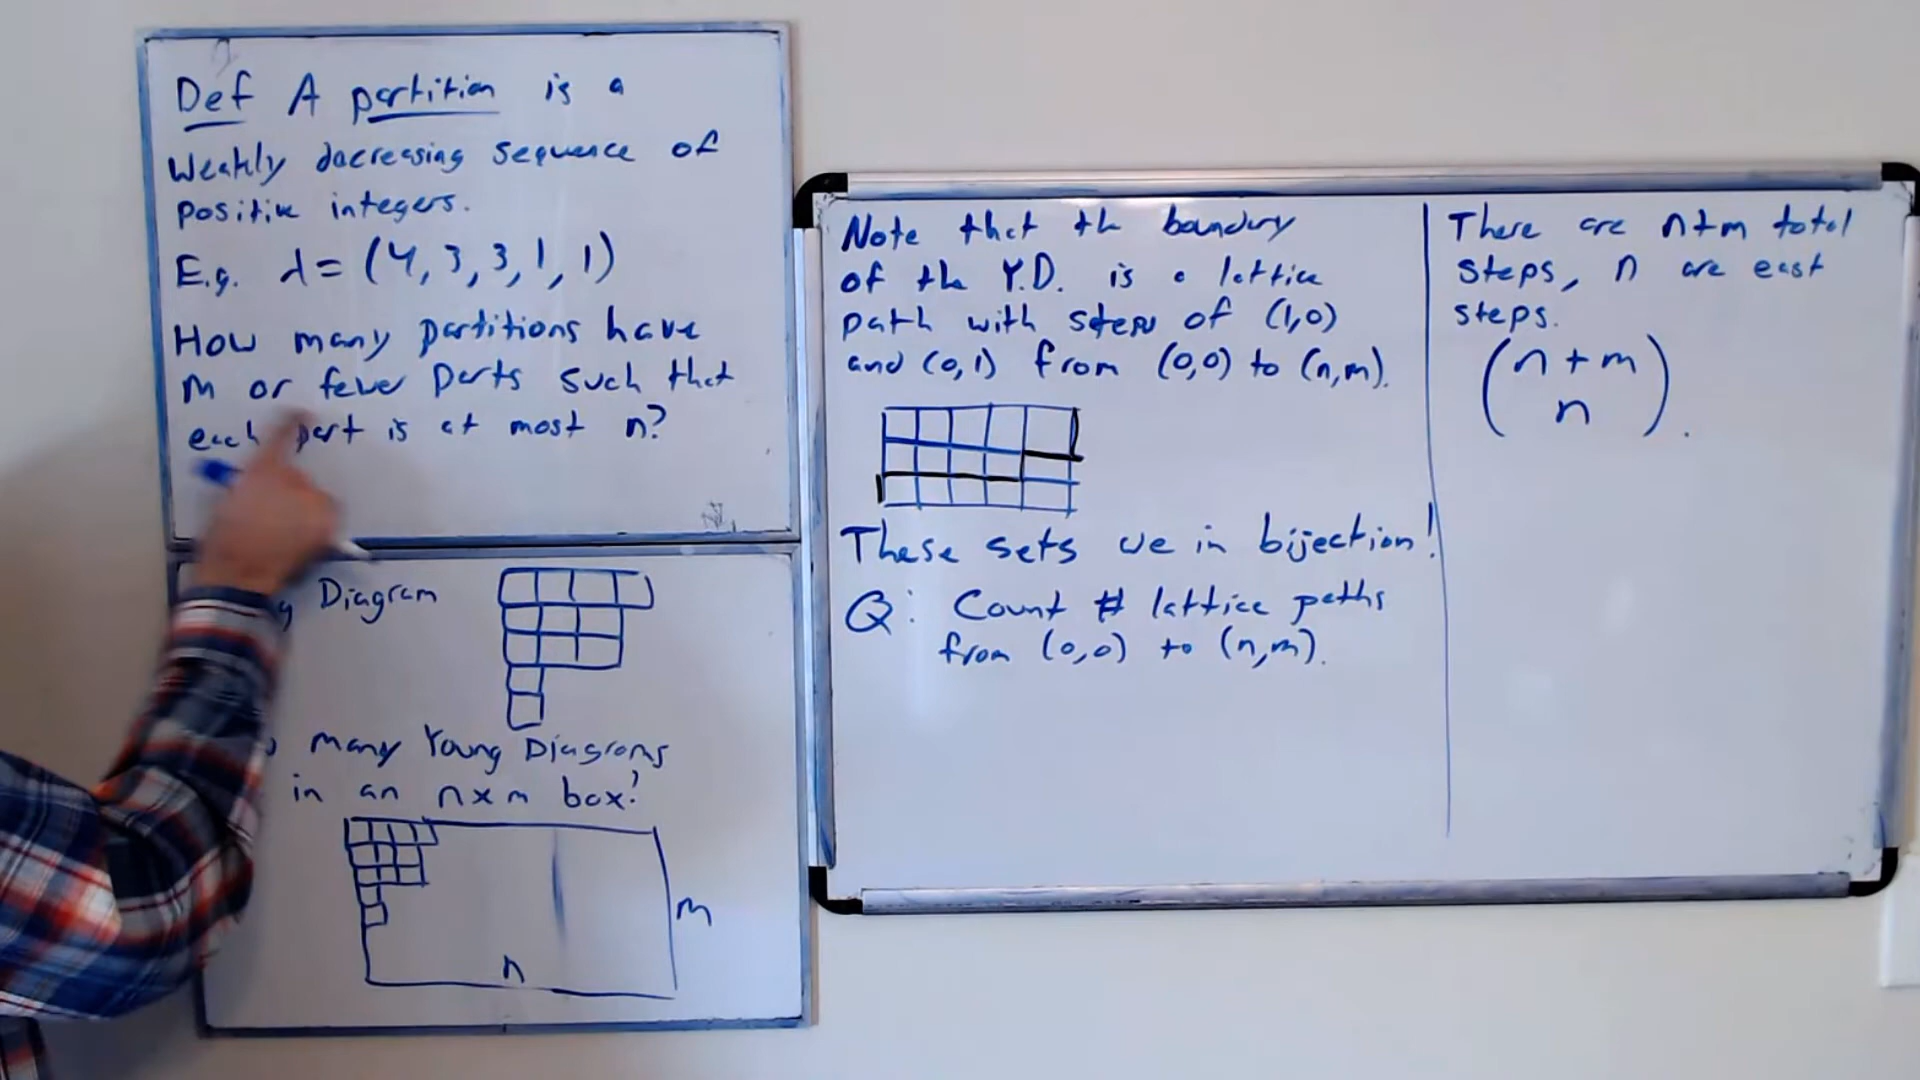 Def A partition is a
Weakly decreasing sequence of
positive integers.
E.g. λ = (4, 3, 3, 1, 1)
How many partitions have
m or fewer parts such that
each part is at most n?
Diagram
many Young Diagrams
in an n x m box?
m
n
Note that the boundry
of the Y.D. is a lattice
path with steps of (1,0)
and (0,1) from (0,0) to (n,m).
These sets are in bijection!
Q: Count # lattice paths
from (0,0) to (n,m).
There are n+m total
steps, n are east
steps.
(n + m
n).